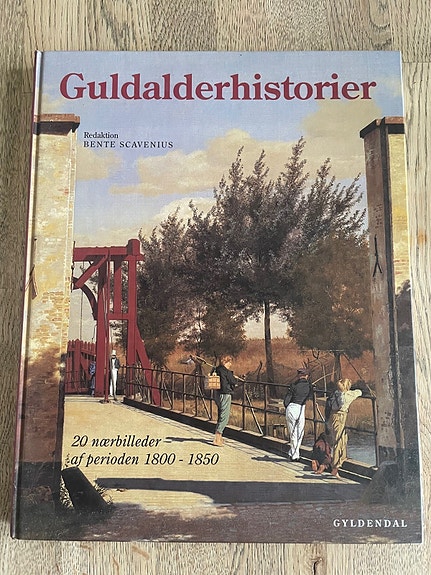 Guldalderhistorier
Redaktion
BENTE SCAVENIUS
20 nærbilleder
af perioden 1800 - 1850
GYLDENDAL